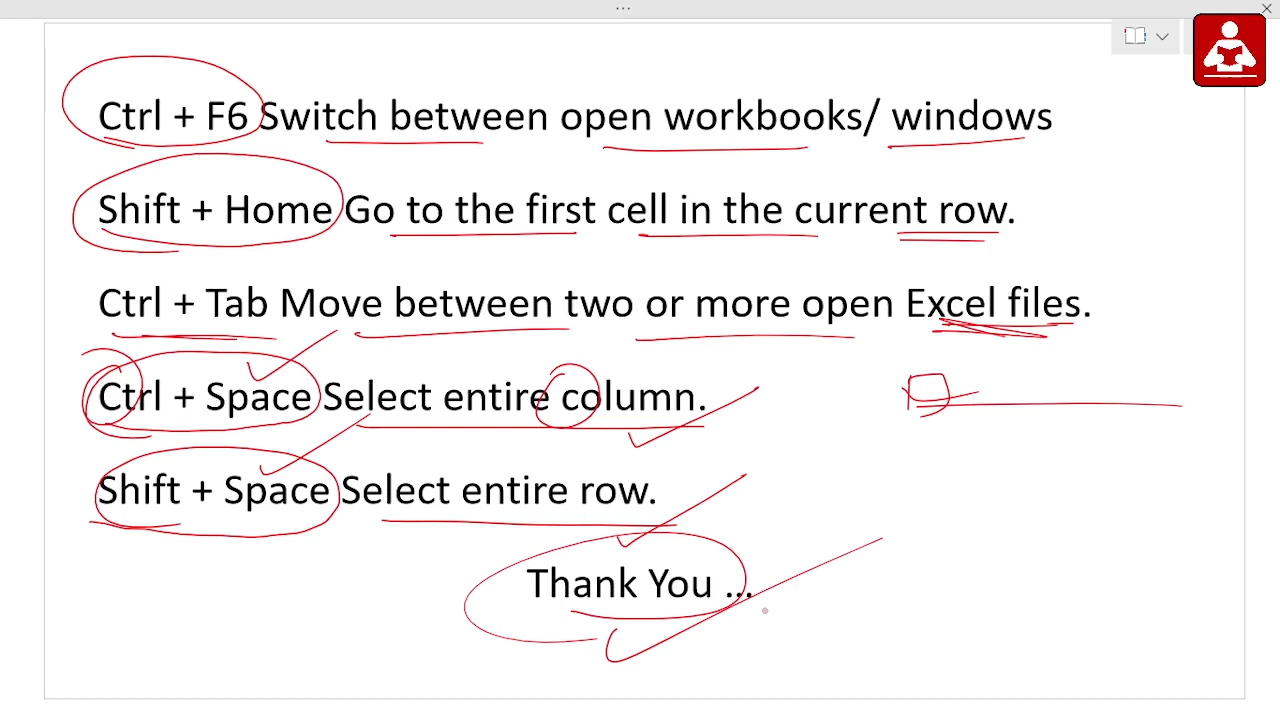 Ctrl + F6 Switch between open workbooks/ windows
Shift + Home Go to the first cell in the current row.
Ctrl + Tab Move between two or more open Excel files.
Ctrl + Space Select entire column.
Shift + Space Select entire row.
Thank You ...